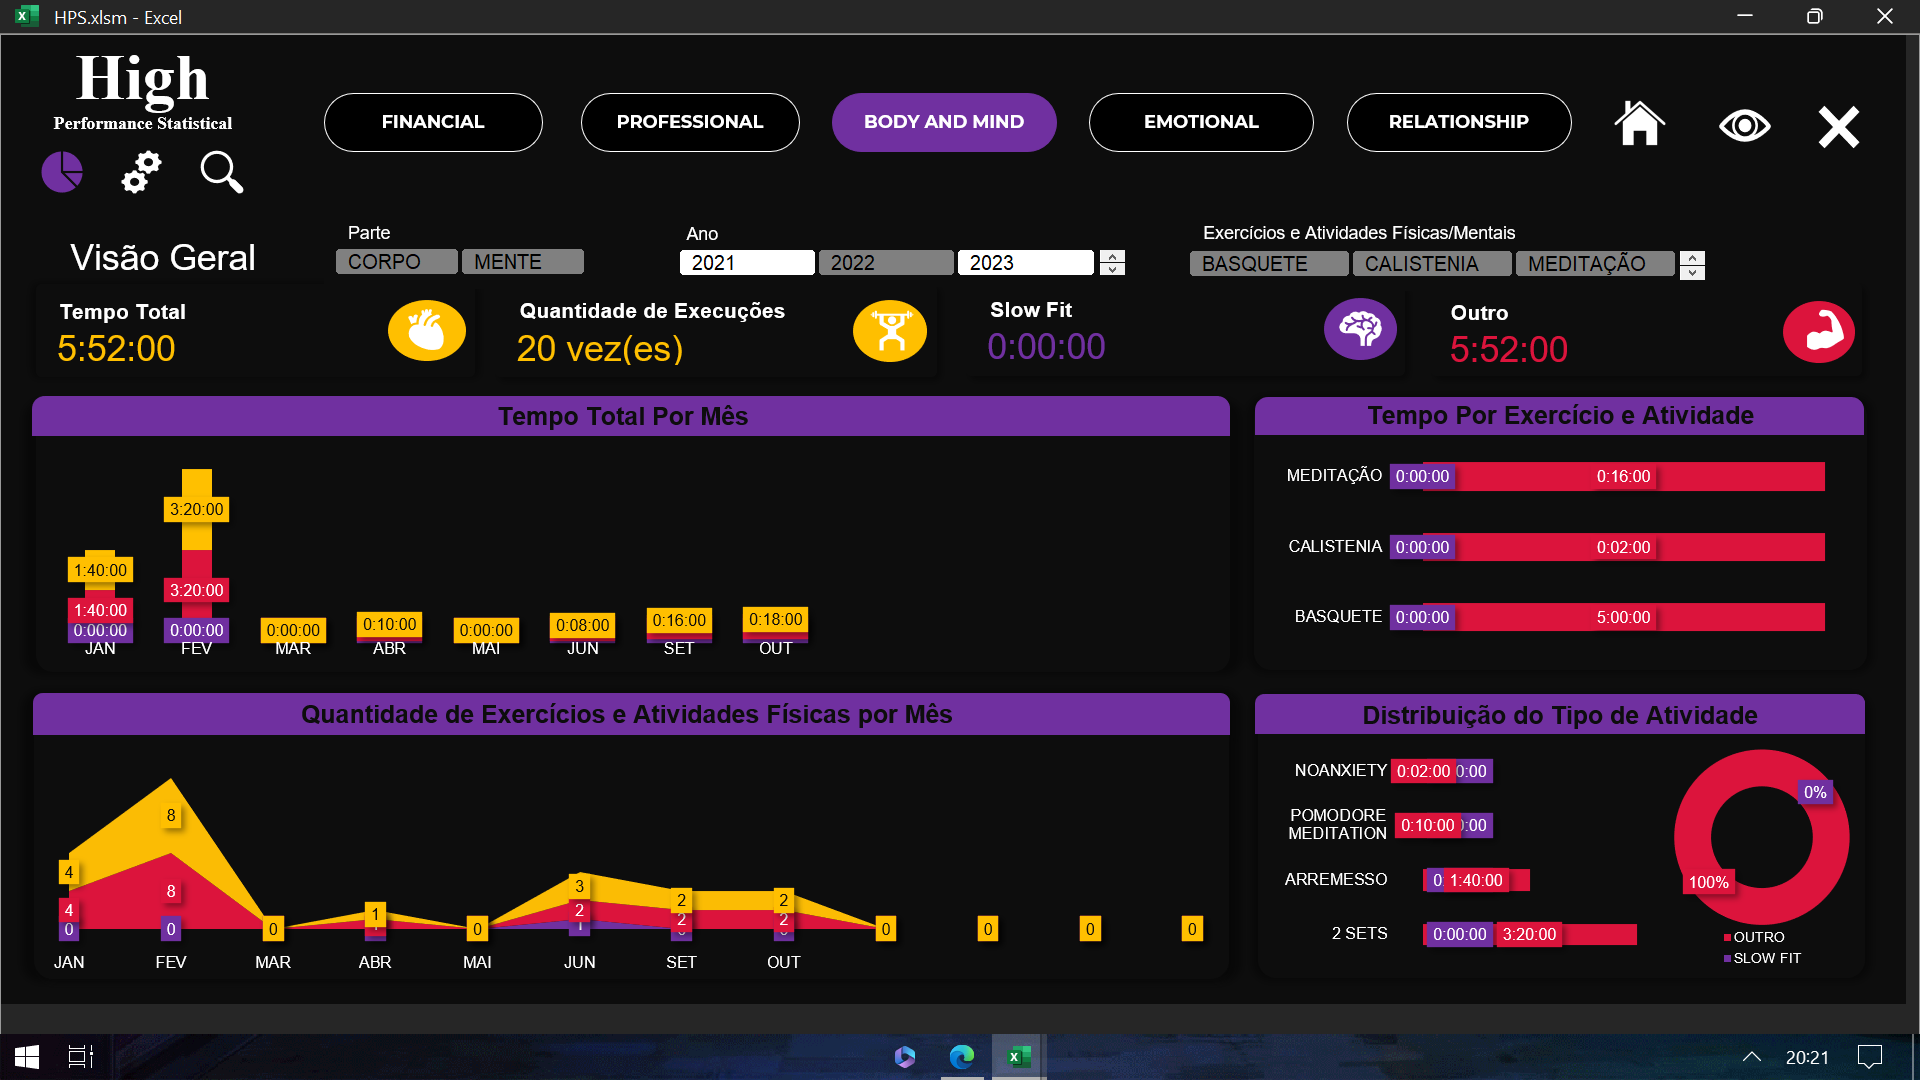 HPS.xlsm - Excel
High
Performance Statistical
FINANCIAL
PROFESSIONAL
BODY AND MIND
EMOTIONAL
RELATIONSHIP
Visão Geral
Parte
CORPO
MENTE
Ano
2021
2022
2023
Exercícios e Atividades Físicas/Mentais
BASQUETE
CALISTENIA
MEDITAÇÃO
Tempo Total
5:52:00
Quantidade de Execuções
20 vez(es)
Slow Fit
0:00:00
Outro
5:52:00
Tempo Total Por Mês
3:20:00
1:40:00
3:20:00
1:40:00
0:00:00
0:00:00
0:00:00
0:10:00
0:00:00
0:08:00
0:16:00
0:18:00
JAN
FEV
MAR
ABR
MAI
JUN
SET
OUT
Tempo Por Exercício e Atividade
MEDITAÇÃO
0:00:00
0:16:00
CALISTENIA
0:00:00
0:02:00
BASQUETE
0:00:00
5:00:00
Quantidade de Exercícios e Atividades Físicas por Mês
8
4
8
4
0
0
0
1
0
3
2
1
2
2
2
2
0
0
0
0
JAN
FEV
MAR
ABR
MAI
JUN
SET
OUT
Distribuição do Tipo de Atividade
NOANXIETY
0:02:00
0:00
POMODORE
MEDITATION
0:10:00
:00
ARREMESSO
0:
1:40:00
2 SETS
0:00:00
3:20:00
0%
100%
OUTRO
SLOW FIT
20:21